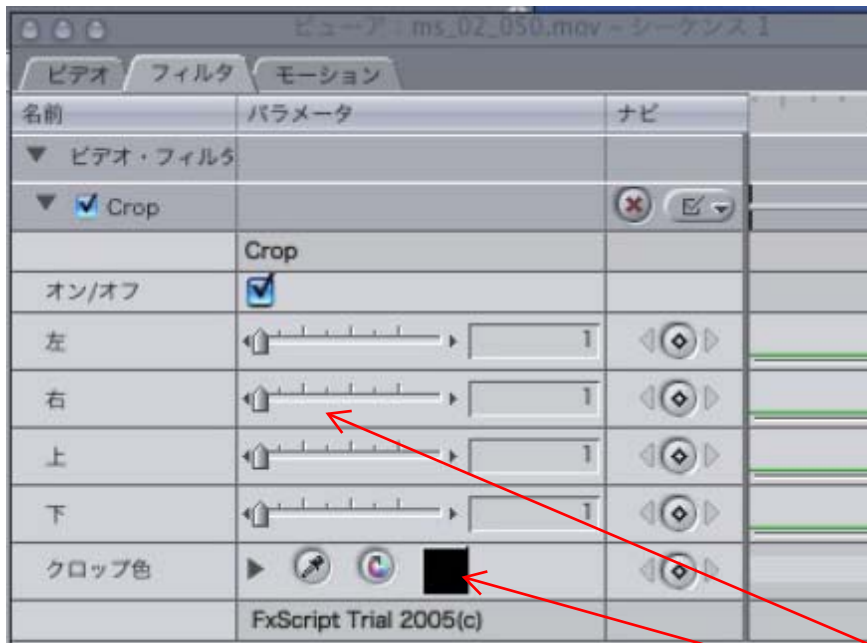 ビューア : ms_02_050.mov – シーケンス 1
ビデオ フィルタ モーション
名前 パラメータ ナビ
ビデオ・フィルタ
Crop
Crop
オン/オフ
左 1
右 1
上 1
下 1
クロップ色
FxScript Trial 2005(c)